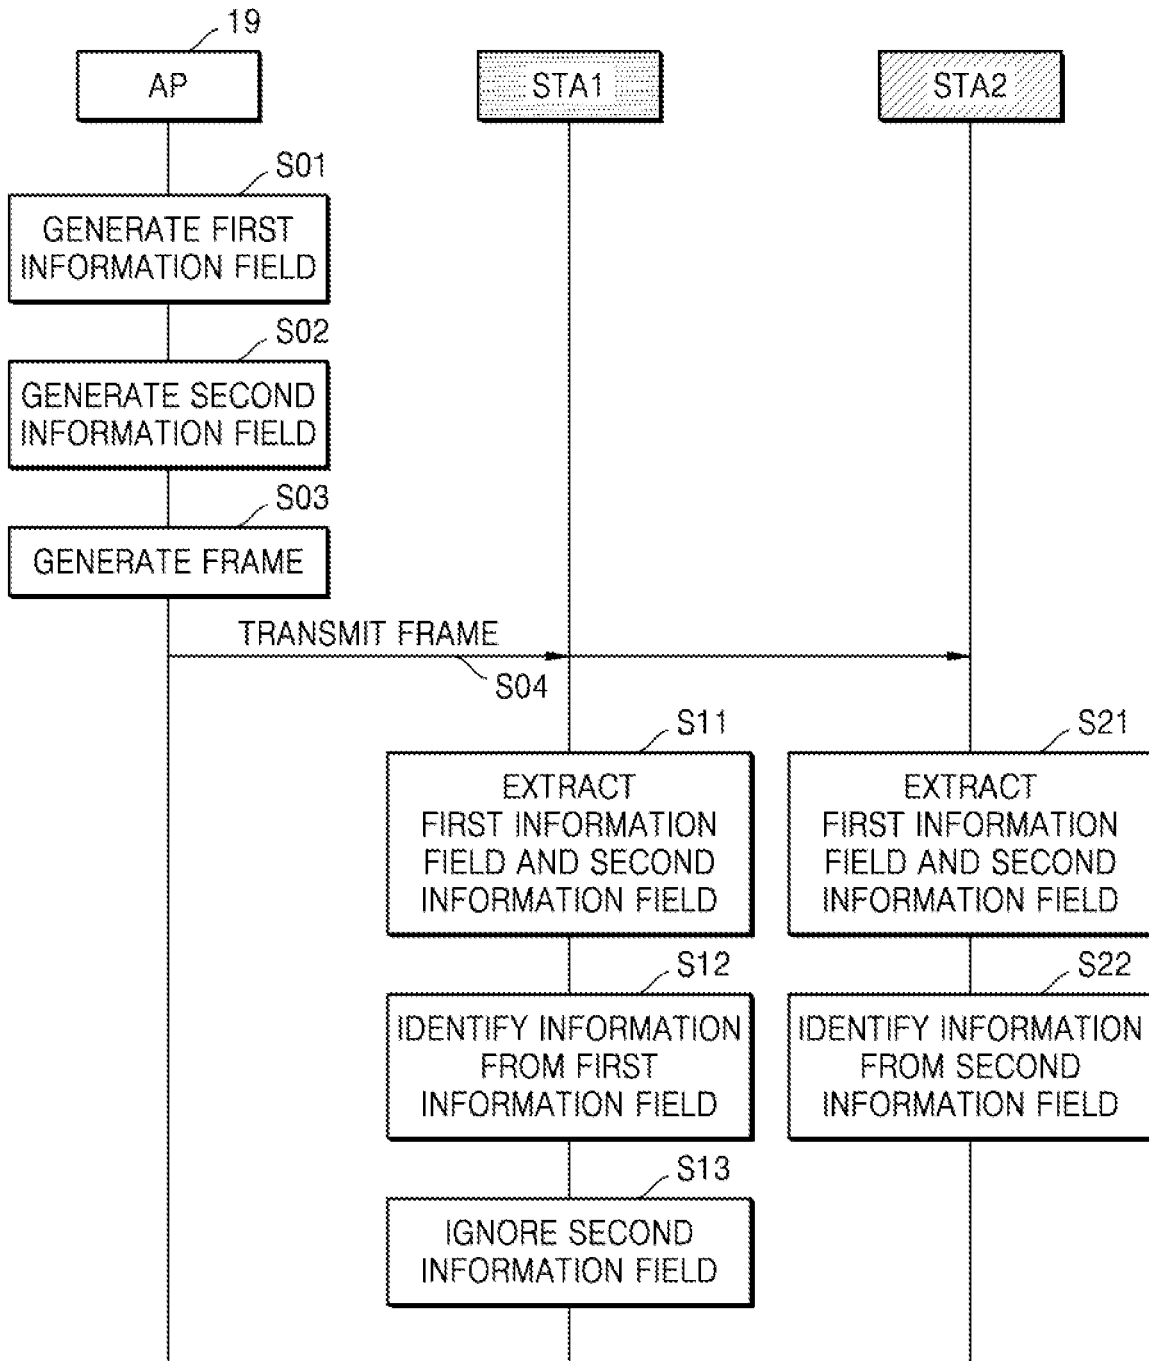 19
AP
STA1
STA2
S01
GENERATE FIRST
INFORMATION FIELD
S02
GENERATE SECOND
INFORMATION FIELD
S03
GENERATE FRAME
TRANSMIT FRAME
S04
S11
EXTRACT
FIRST INFORMATION
FIELD AND SECOND
INFORMATION FIELD
S21
EXTRACT
FIRST INFORMATION
FIELD AND SECOND
INFORMATION FIELD
S12
IDENTIFY INFORMATION
FROM FIRST
INFORMATION FIELD
S22
IDENTIFY INFORMATION
FROM SECOND
INFORMATION FIELD
S13
IGNORE SECOND
INFORMATION FIELD